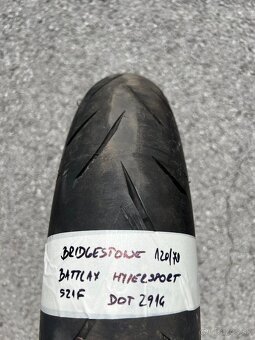 BRIDGESTONE 120/70
BATTLAX HYPERSPORT
S21F DOT 2914